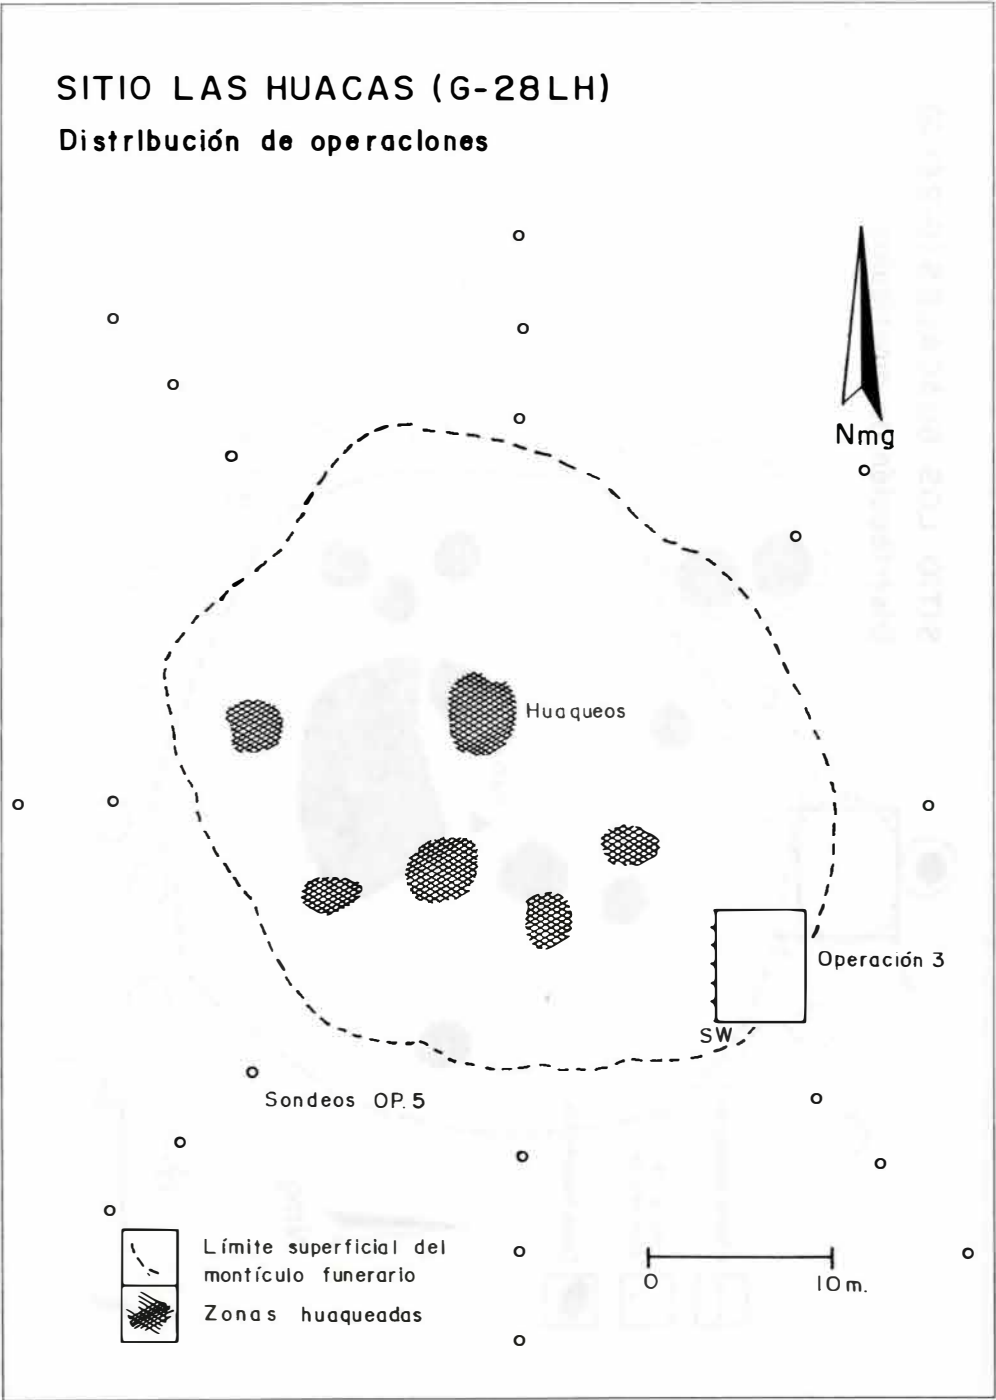 SITIO LAS HUACAS (G-28LH)
Distribución de operaciones
Nmg
Huaqueos
Operación 3
SW
Sondeos OP. 5
Límite superficial del
montículo funerario
Zonas huaqueadas
0 10 m.